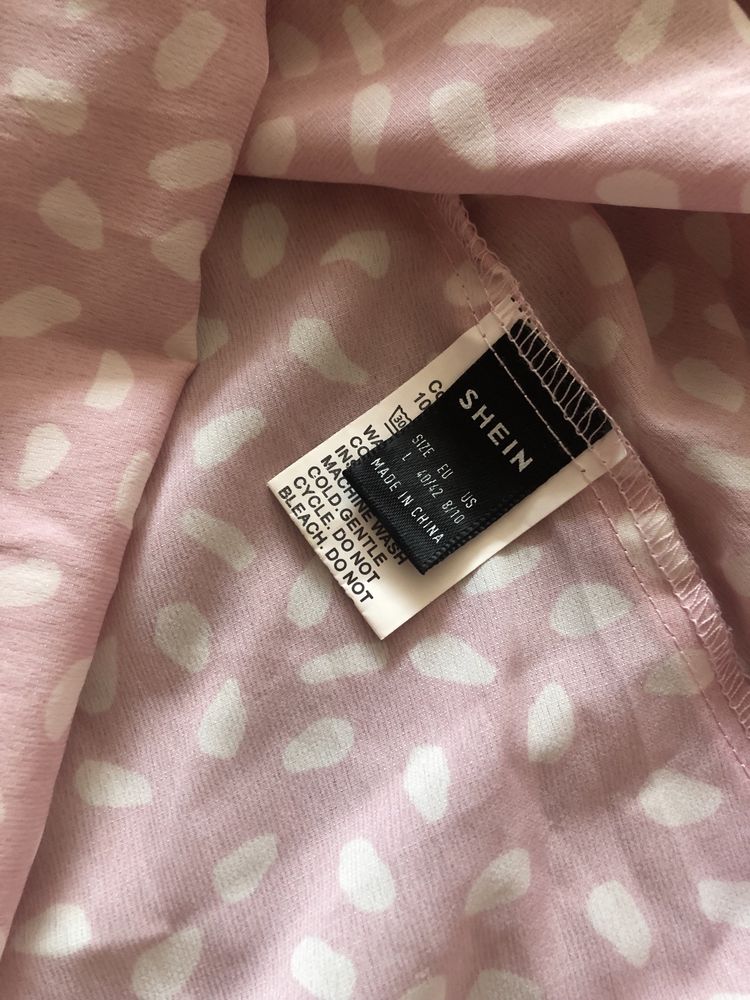 SHEIN
SIZE EU US
L 40/42 8/10
MADE IN CHINA
30
MACHINE WASH
COLD GENTLE
CYCLE. DO NOT
BLEACH. DO NOT